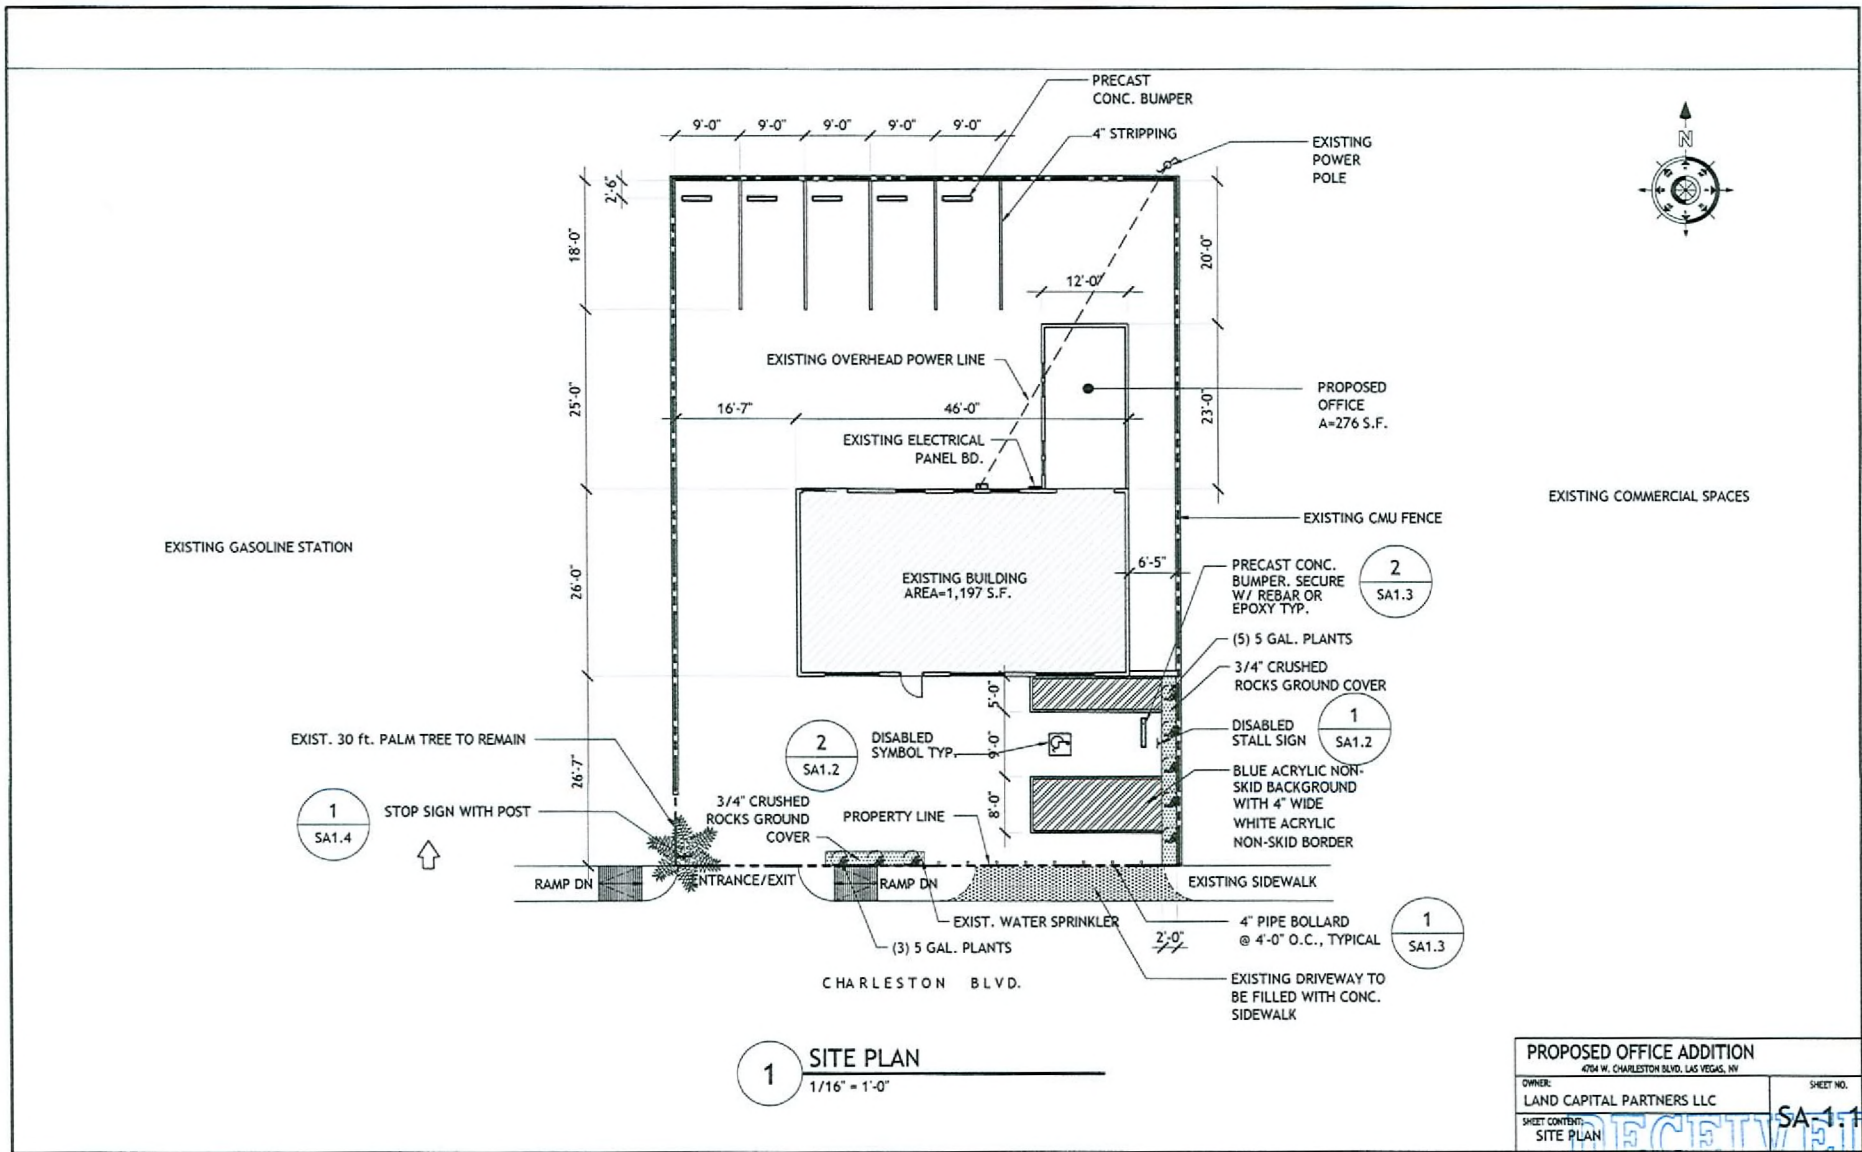 PRECAST
CONC. BUMPER
9'-0" 9'-0" 9'-0" 9'-0" 9'-0"
4" STRIPPING
EXISTING
POWER
POLE
N
2'-6"
18'-0"
20'-0"
12'-0"
EXISTING OVERHEAD POWER LINE
PROPOSED
OFFICE
A=276 S.F.
25'-0"
16'-7"
46'-0"
23'-0"
EXISTING ELECTRICAL
PANEL BD.
EXISTING COMMERCIAL SPACES
EXISTING CMU FENCE
EXISTING GASOLINE STATION
26'-0"
EXISTING BUILDING
AREA=1,197 S.F.
6'-5"
PRECAST CONC.
BUMPER. SECURE
W/ REBAR OR
EPOXY TYP.
2
SA1.3
(5) 5 GAL. PLANTS
3/4" CRUSHED
ROCKS GROUND COVER
5'-0"
DISABLED
STALL SIGN
1
SA1.2
EXIST. 30 ft. PALM TREE TO REMAIN
2
SA1.2
DISABLED
SYMBOL TYP.
9'-0"
26'-7"
BLUE ACRYLIC NON-
SKID BACKGROUND
WITH 4" WIDE
WHITE ACRYLIC
NON-SKID BORDER
1
SA1.4
STOP SIGN WITH POST
3/4" CRUSHED
ROCKS GROUND
COVER
PROPERTY LINE
8'-0"
RAMP DN
NTRANCE/EXIT
RAMP DN
EXISTING SIDEWALK
EXIST. WATER SPRINKLER
(3) 5 GAL. PLANTS
2'-0"
4" PIPE BOLLARD
@ 4'-0" O.C., TYPICAL
1
SA1.3
CHARLESTON BLVD.
EXISTING DRIVEWAY TO
BE FILLED WITH CONC.
SIDEWALK
1
SITE PLAN
1/16" = 1'-0"
PROPOSED OFFICE ADDITION
4704 W. CHARLESTON BLVD. LAS VEGAS, NV
OWNER:
LAND CAPITAL PARTNERS LLC
SHEET NO.
SA-1.1
SHEET CONTENT:
SITE PLAN